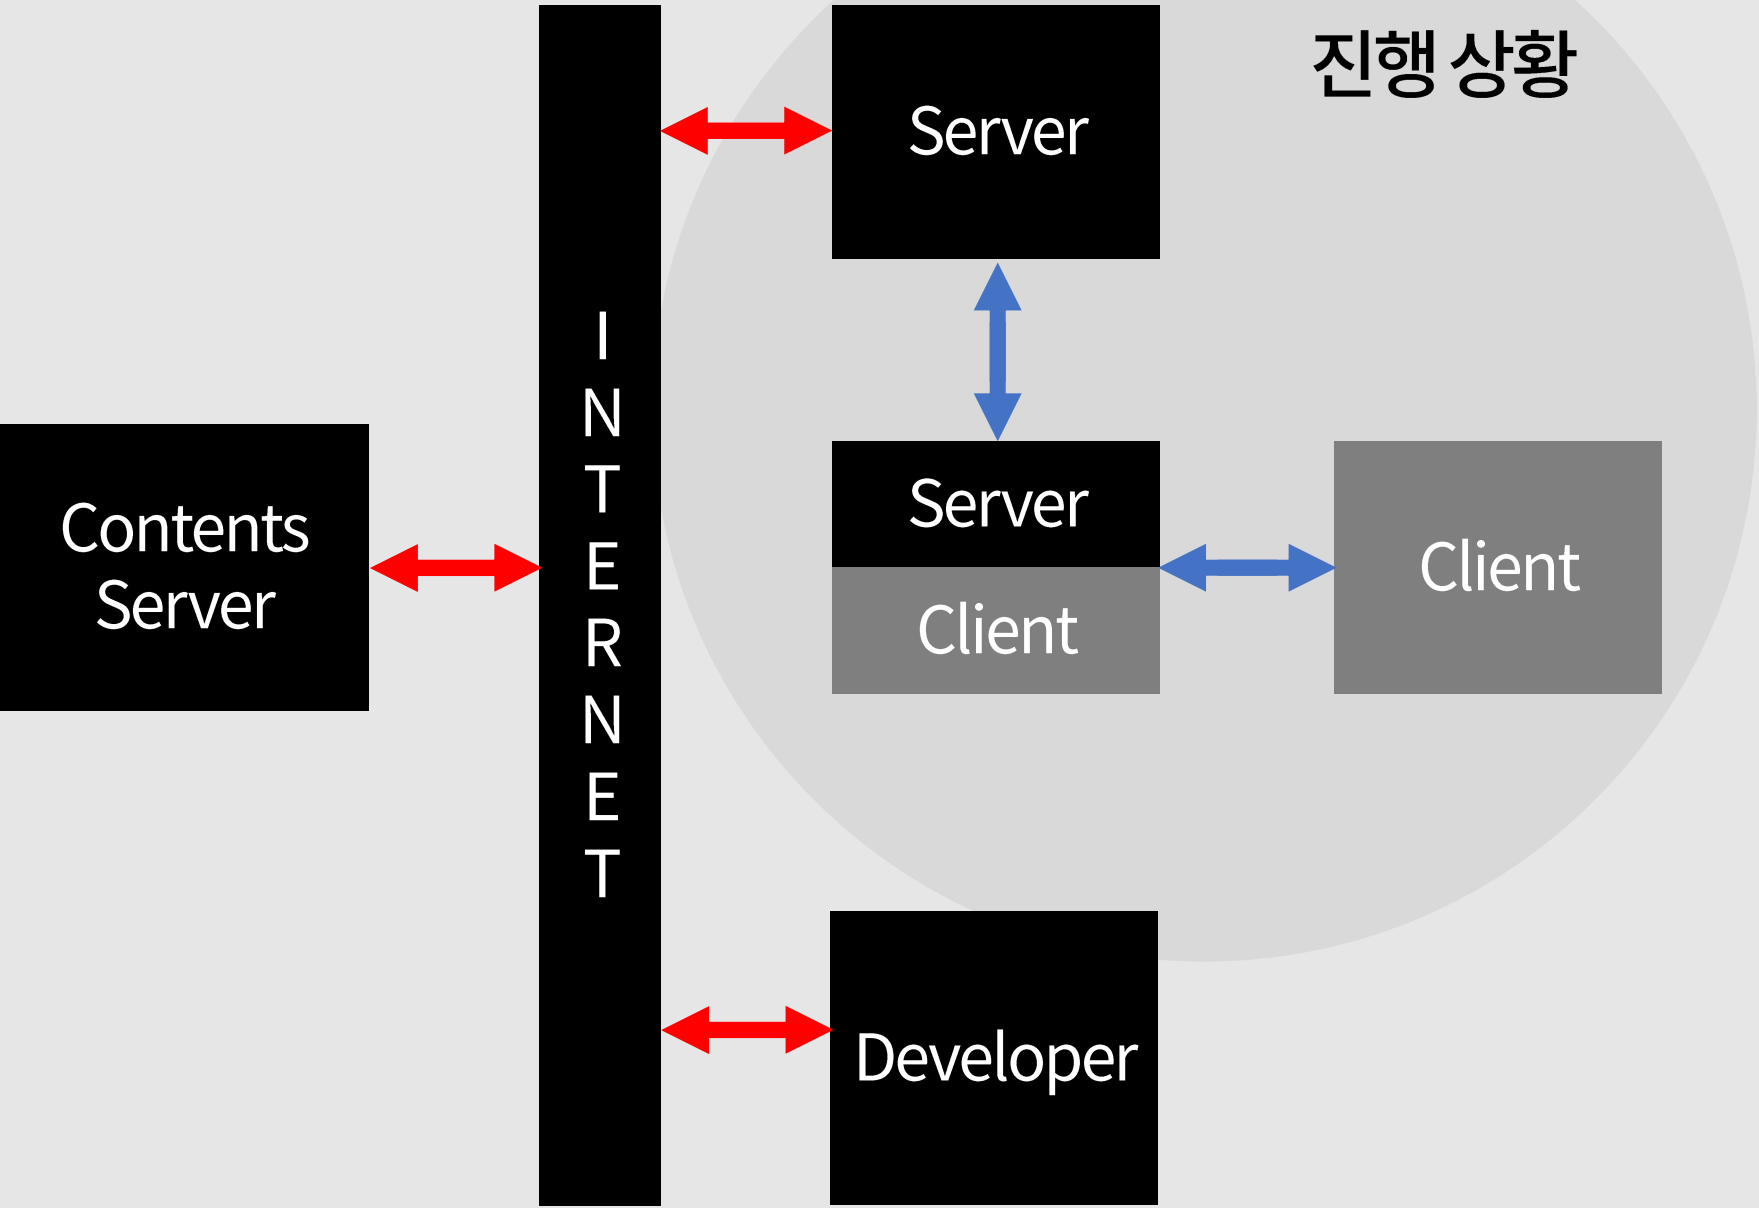 진행 상황
Server
I
N
T
E
R
N
E
T
Contents
Server
Server
Client
Client
Developer